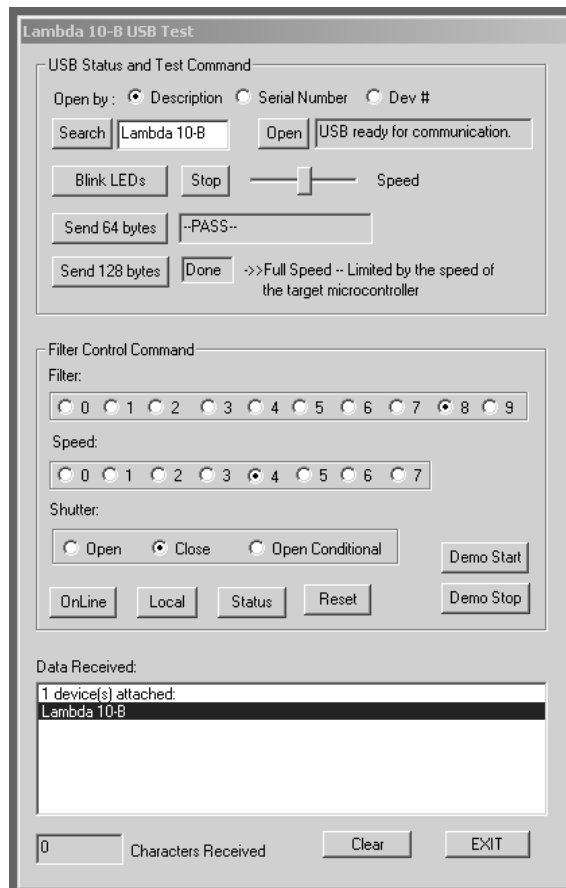 Lambda 10-B USB Test
USB Status and Test Command
Open by : Description Serial Number Dev #
Search Lambda 10-B Open USB ready for communication.
Blink LEDs Stop Speed
Send 64 bytes --PASS--
Send 128 bytes Done ->>Full Speed -- Limited by the speed of
the target microcontroller
Filter Control Command
Filter:
0 1 2 3 4 5 6 7 8 9
Speed:
0 1 2 3 4 5 6 7
Shutter:
Open Close Open Conditional
Demo Start
OnLine Local Status Reset Demo Stop
Data Received:
1 device(s) attached:
Lambda 10-B
0 Characters Received Clear EXIT